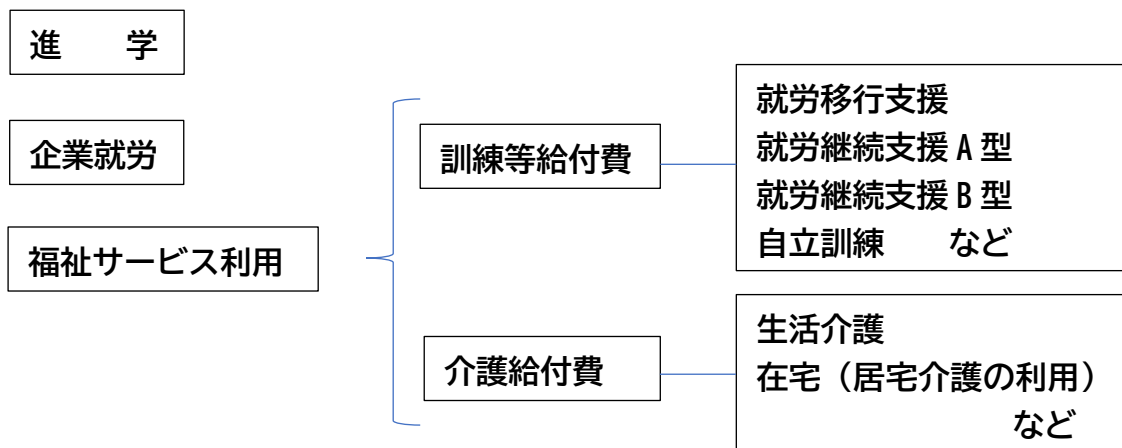 進　　学
企業就労
福祉サービス利用
訓練等給付費
就労移行支援
就労継続支援 A 型
就労継続支援 B 型
自立訓練　　など
介護給付費
生活介護
在宅（居宅介護の利用）
など